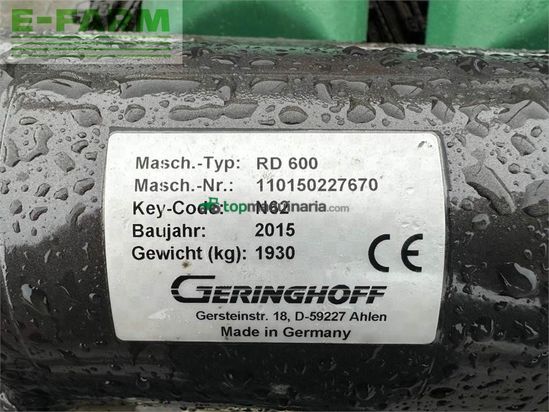 E-FARM
Masch.-Typ: RD 600
Masch.-Nr.: 110150227670
Key-Code: N62
topmaquinaria.com
Baujahr: 2015
Gewicht (kg): 1930
CE
GERINGHOFF
Gersteinstr. 18, D-59227 Ahlen
Made in Germany